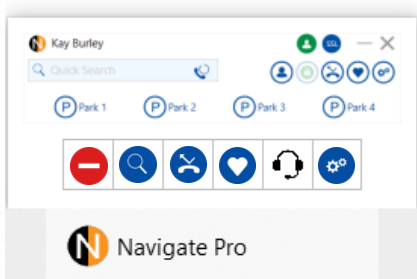 Kay Burley
SSL
Quick Search
P Park 1 P Park 2 P Park 3 P Park 4
N Navigate Pro